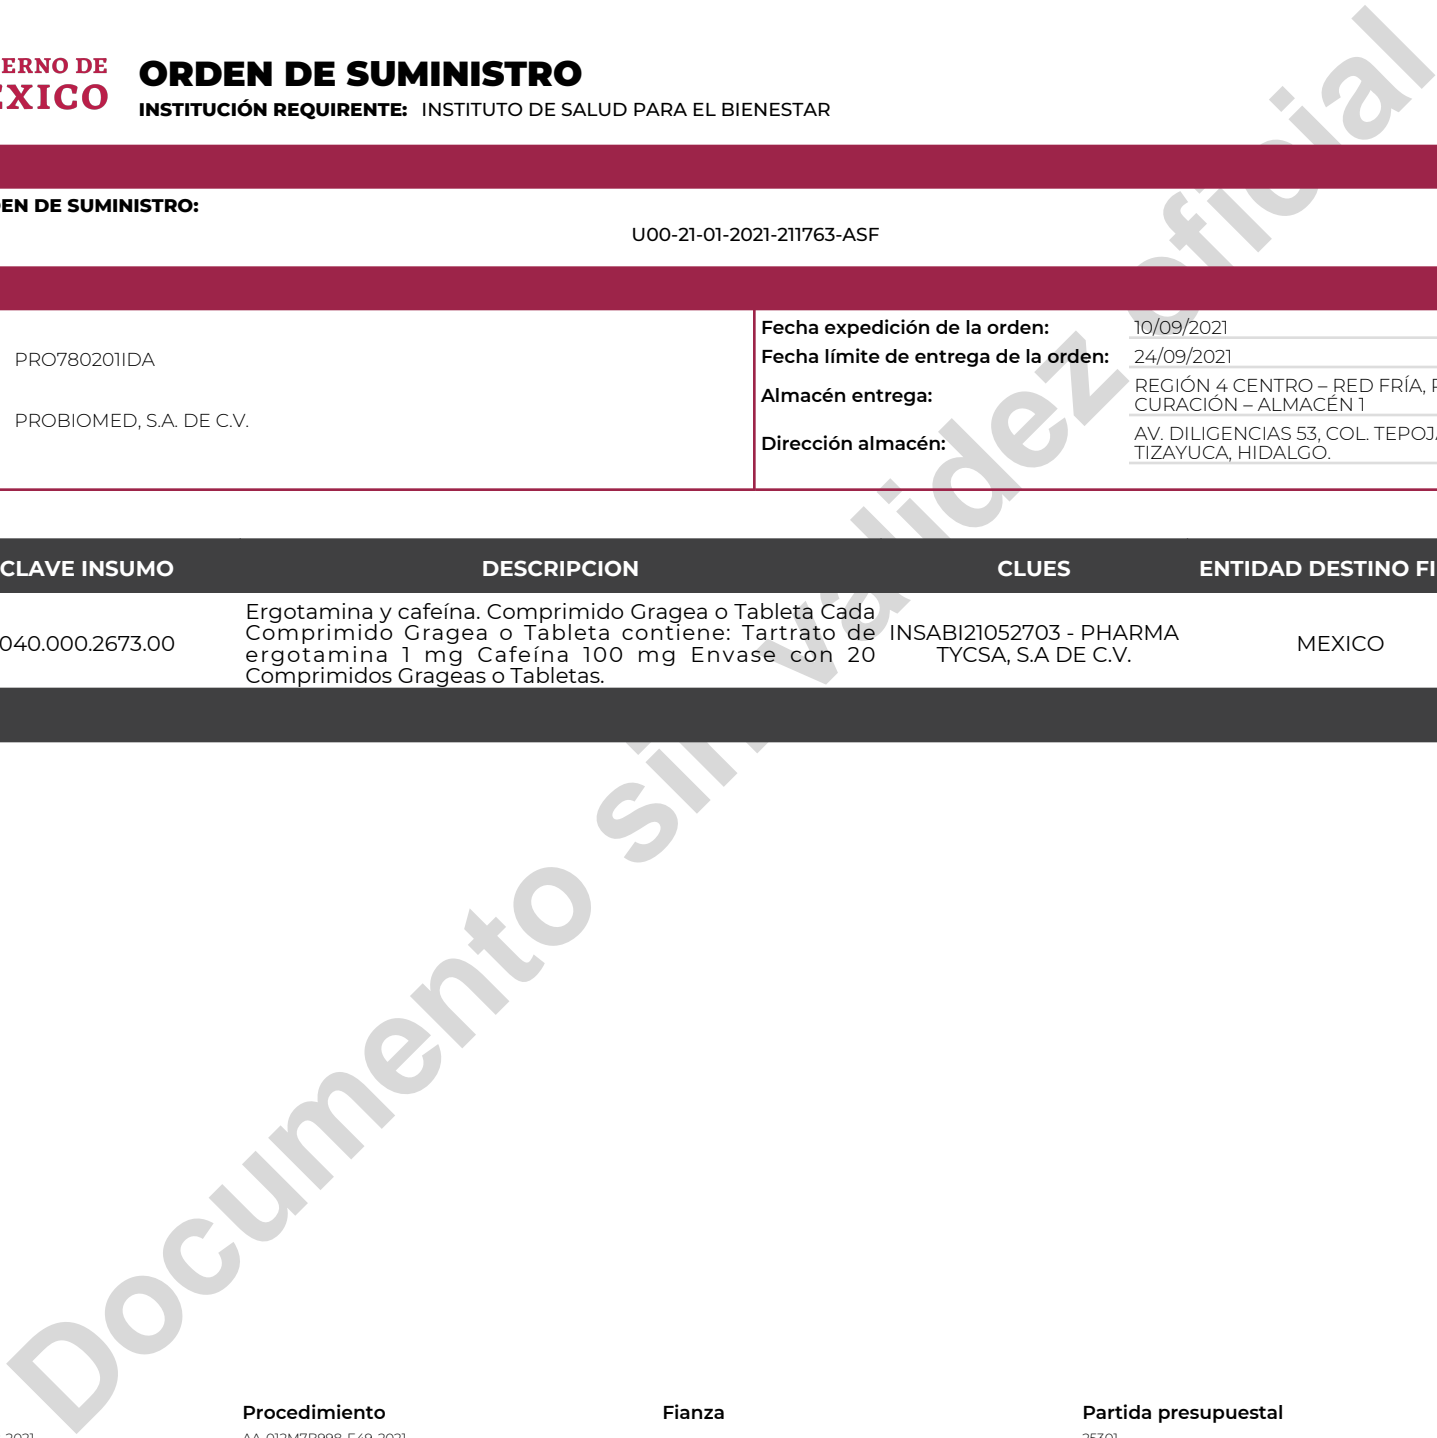 ERNO DE
ORDEN DE SUMINISTRO
INSTITUCIÓN REQUIRENTE: INSTITUTO DE SALUD PARA EL BIENESTAR
EN DE SUMINISTRO:
U00-21-01-2021-211763-ASF
PRO780201IDA
PROBIOMED, S.A. DE C.V.
Fecha expedición de la orden: 10/09/2021
Fecha límite de entrega de la orden: 24/09/2021
Almacén entrega: REGIÓN 4 CENTRO – RED FRÍA,
CURACIÓN – ALMACÉN 1
Dirección almacén: AV. DILIGENCIAS 53, COL. TEPOJ
TIZAYUCA, HIDALGO.
CLAVE INSUMO DESCRIPCION CLUES ENTIDAD DESTINO FI
040.000.2673.00
Ergotamina y cafeína. Comprimido Gragea o Tableta Cada
Comprimido Gragea o Tableta contiene: Tartrato de
ergotamina 1 mg Cafeína 100 mg Envase con 20
Comprimidos Grageas o Tabletas.
INSABI21052703 - PHARMA
TYCSA, S.A DE C.V.
MEXICO
Documento sin validez oficial
Procedimiento Fianza Partida presupuestal